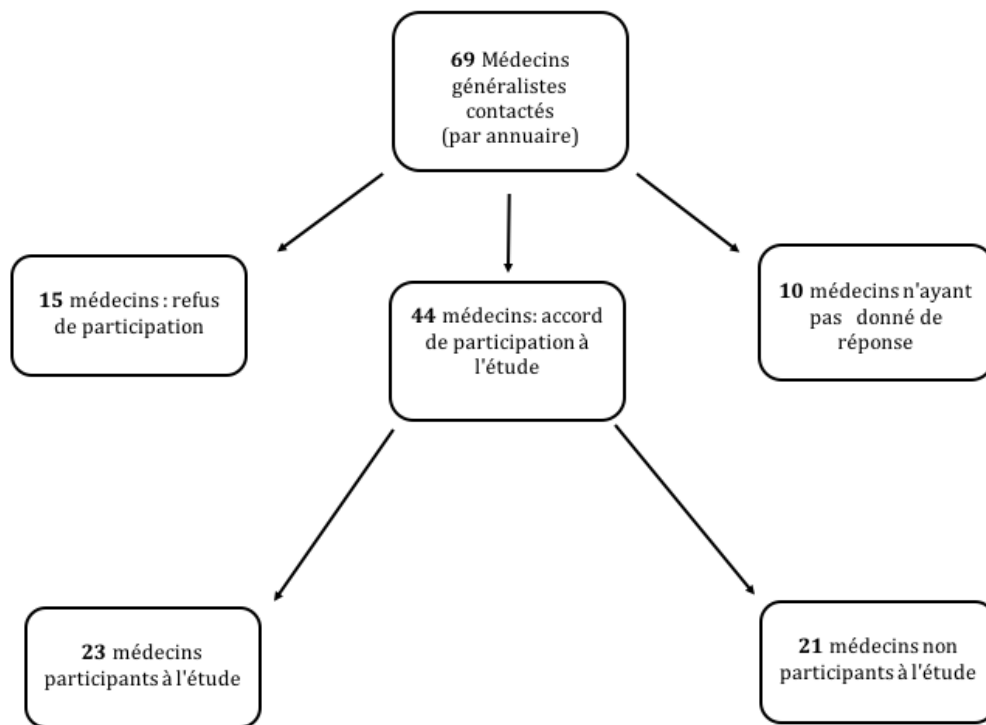 69 Médecins
généralistes
contactés
(par annuaire)
15 médecins : refus
de participation
44 médecins: accord
de participation à
l'étude
10 médecins n'ayant
pas donné de
réponse
23 médecins
participants à l'étude
21 médecins non
participants à l'étude